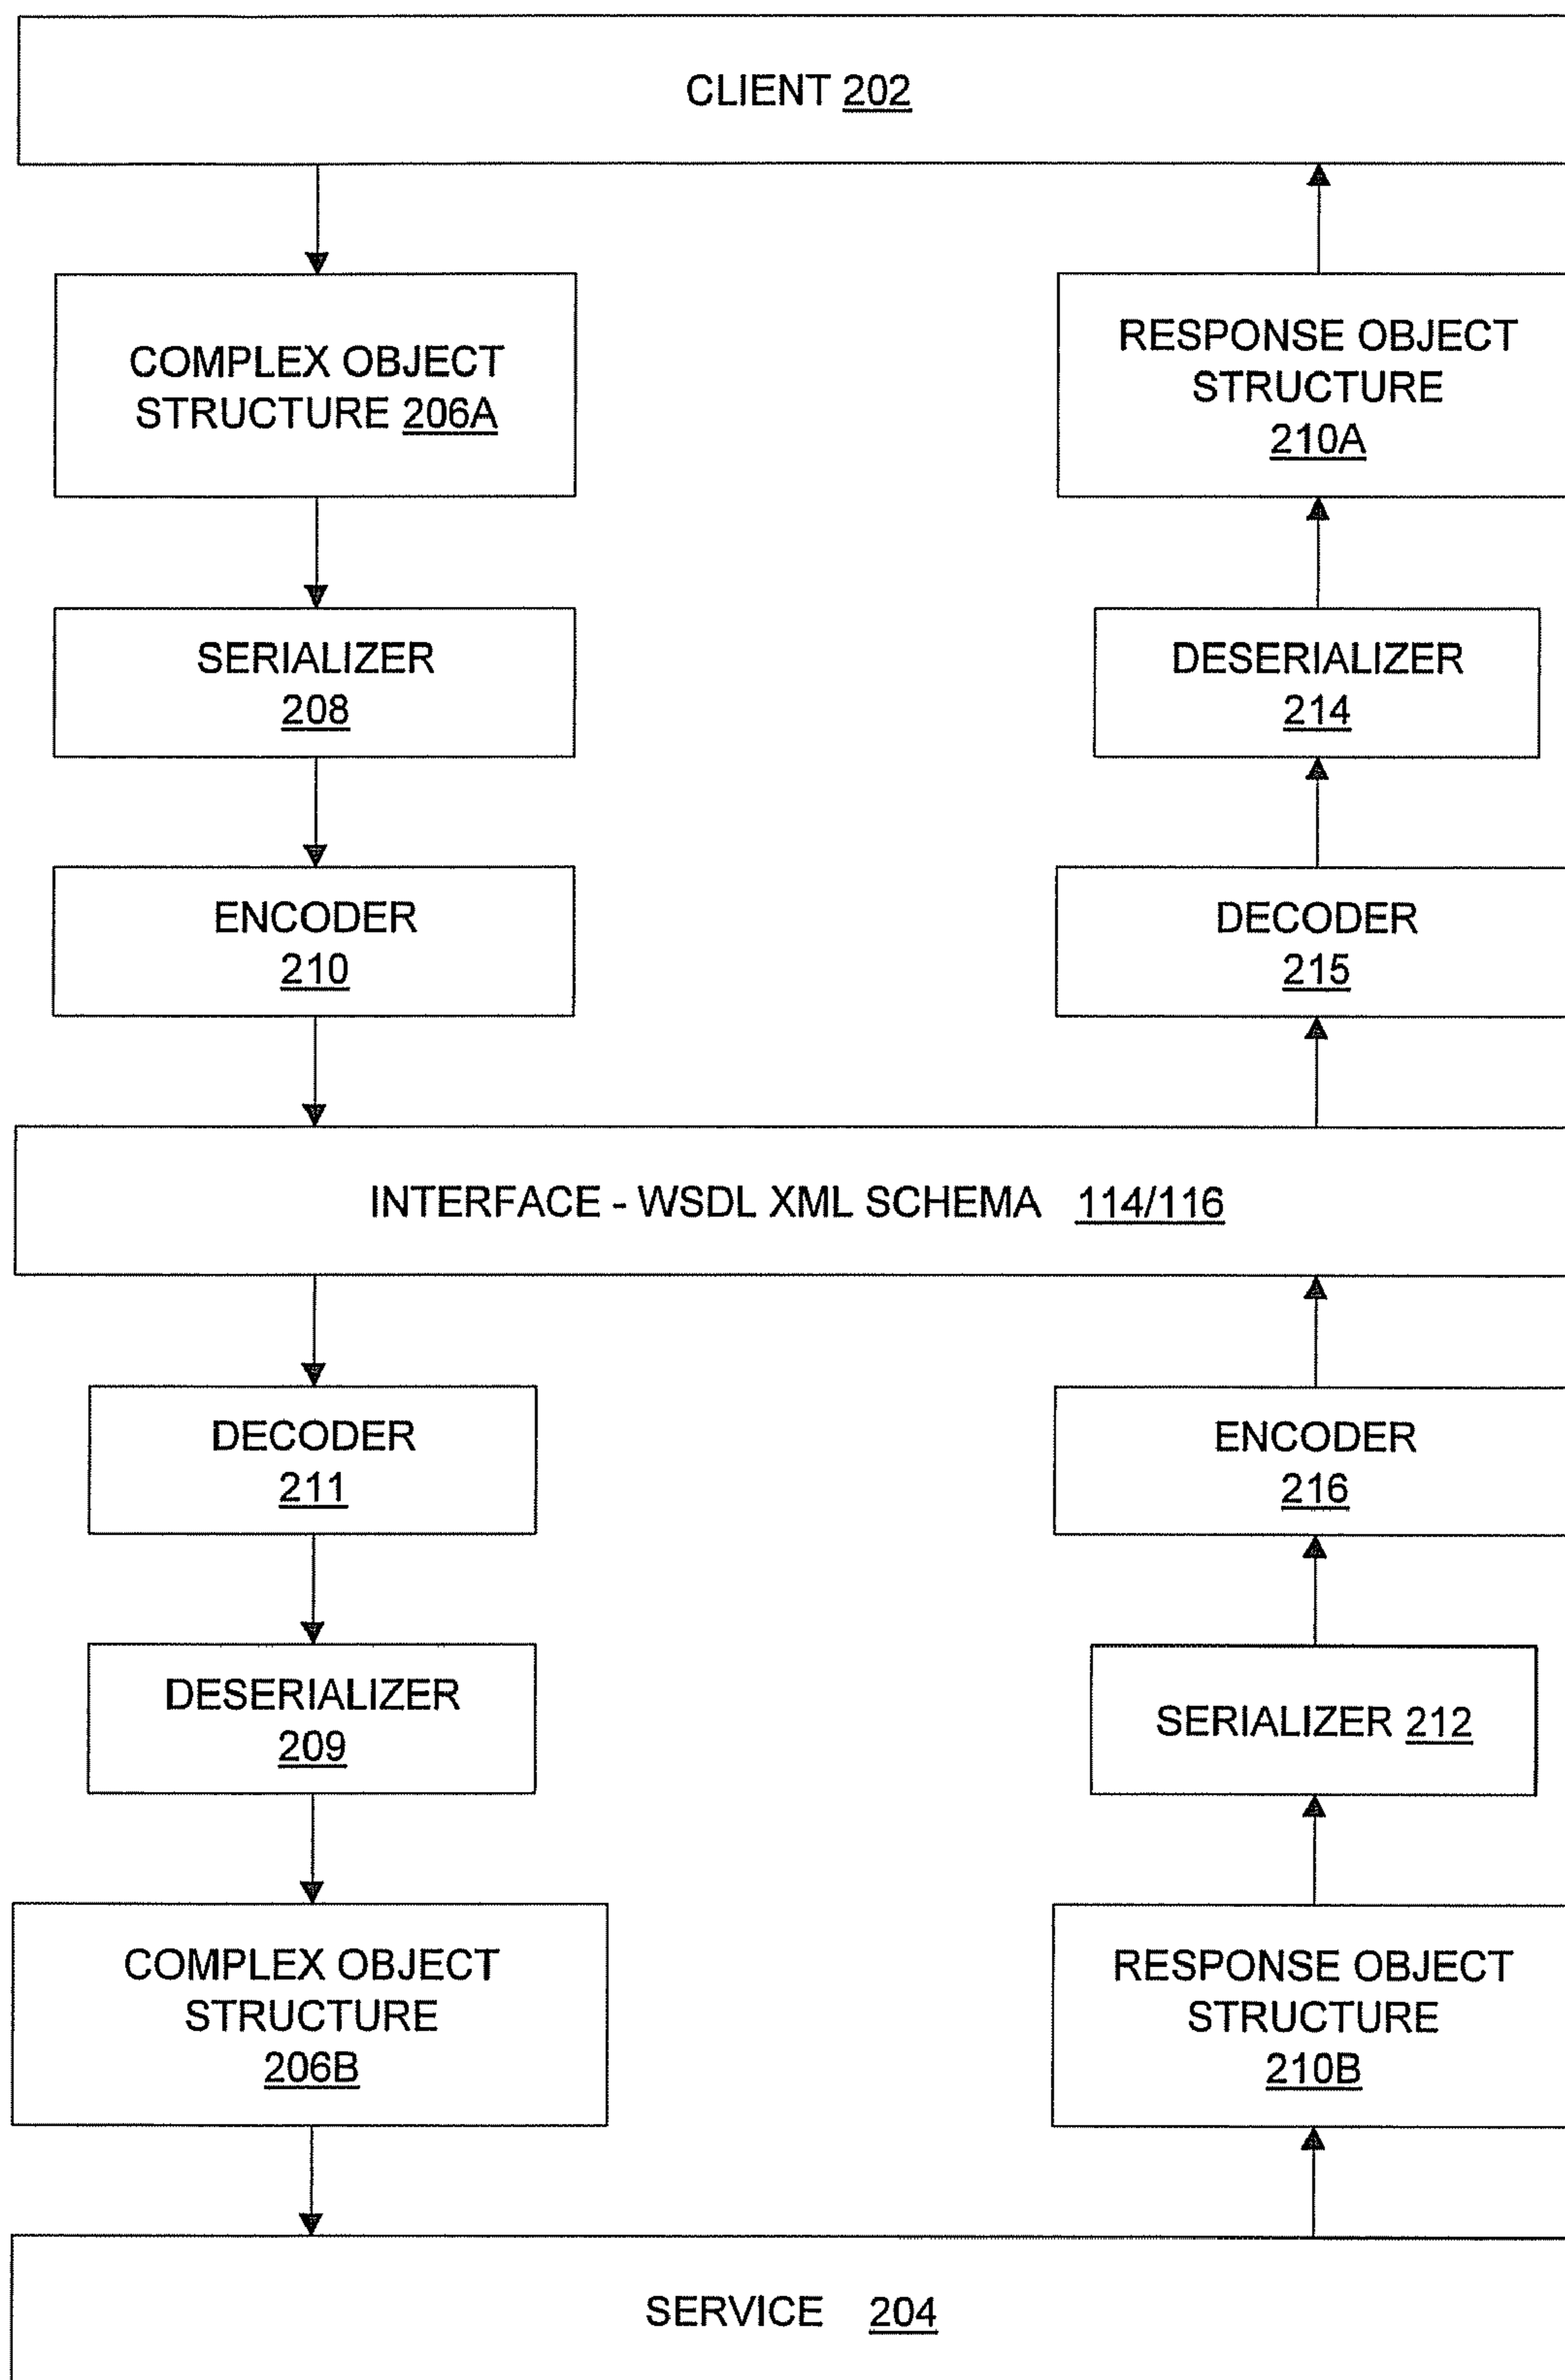 CLIENT 202
COMPLEX OBJECT
STRUCTURE 206A
RESPONSE OBJECT
STRUCTURE
210A
SERIALIZER
208
DESERIALIZER
214
ENCODER
210
DECODER
215
INTERFACE - WSDL XML SCHEMA 114/116
DECODER
211
ENCODER
216
DESERIALIZER
209
SERIALIZER 212
COMPLEX OBJECT
STRUCTURE
206B
RESPONSE OBJECT
STRUCTURE
210B
SERVICE 204